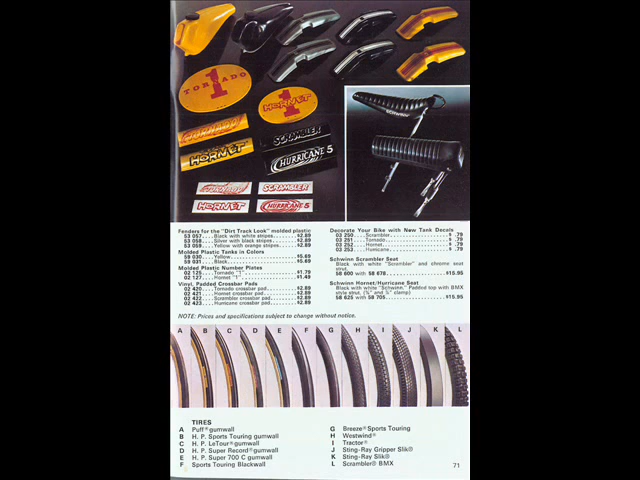 TORNADO
1
HORNET
1
TORNADO
HORNET
SCRAMBLER
HURRICANE 5
TORNADO
SCRAMBLER
HORNET
HURRICANE 5
Fenders for the "Dirt Track Look" molded plastic
53 057....Black with white stripes........$2.89
53 058....Silver with black stripes........$2.89
53 059....Yellow with orange stripes....$2.89
Molded Plastic Tanks in Colors
59 030....Yellow........$5.69
59 031....Black........$5.69
Molded Plastic Number Plates
02 125....Tornado "1"........$1.79
02 127....Hornet "1"........$1.49
Vinyl Padded Crossbar Pads
02 420....Tornado crossbar pad........$2.89
02 421....Hornet crossbar pad........$2.89
02 422....Scrambler crossbar pad........$2.89
02 423....Hurricane crossbar pad........$2.89
Decorate Your Bike with New Tank Decals
03 250....Scrambler........$ .79
03 251....Tornado........$ .79
03 252....Hornet........$ .79
03 253....Hurricane........$ .79
Schwinn Scrambler Seat
Black with white "Scrambler" and chrome seat
strut.
58 600 with 58 678........$15.95
Schwinn Hornet/Hurricane Seat
Black with white "Schwinn." Padded top with BMX
style strut. (⅝" and ⅞" clamp)
58 625 with 58 705........$15.95
NOTE: Prices and specifications subject to change without notice.
A B C D E F G H I J K L
TIRES
A Puff® gumwall
B H. P. Sports Touring gumwall
C H. P. LeTour® gumwall
D H. P. Super Record® gumwall
E H. P. Super 700 C gumwall
F Sports Touring Blackwall
G Breeze® Sports Touring
H Westwind®
I Tractor®
J Sting-Ray Gripper Slik®
K Sting-Ray Slik®
L Scrambler® BMX
71